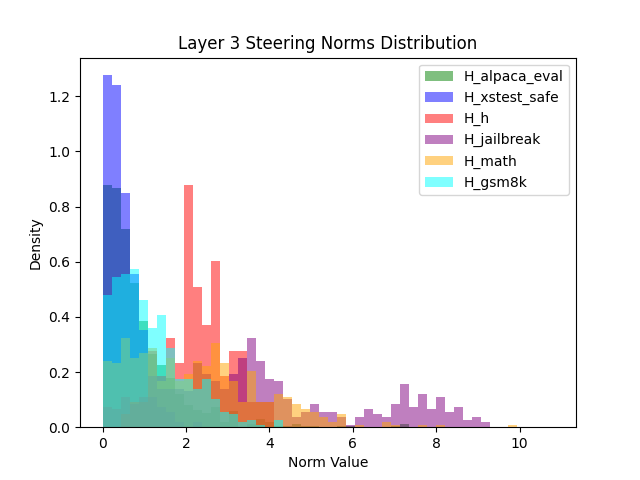 Layer 3 Steering Norms Distribution
H_alpaca_eval
H_xstest_safe
H_h
H_jailbreak
H_math
H_gsm8k
Density
1.2
1.0
0.8
0.6
0.4
0.2
0.0
0
2
4
6
8
10
Norm Value